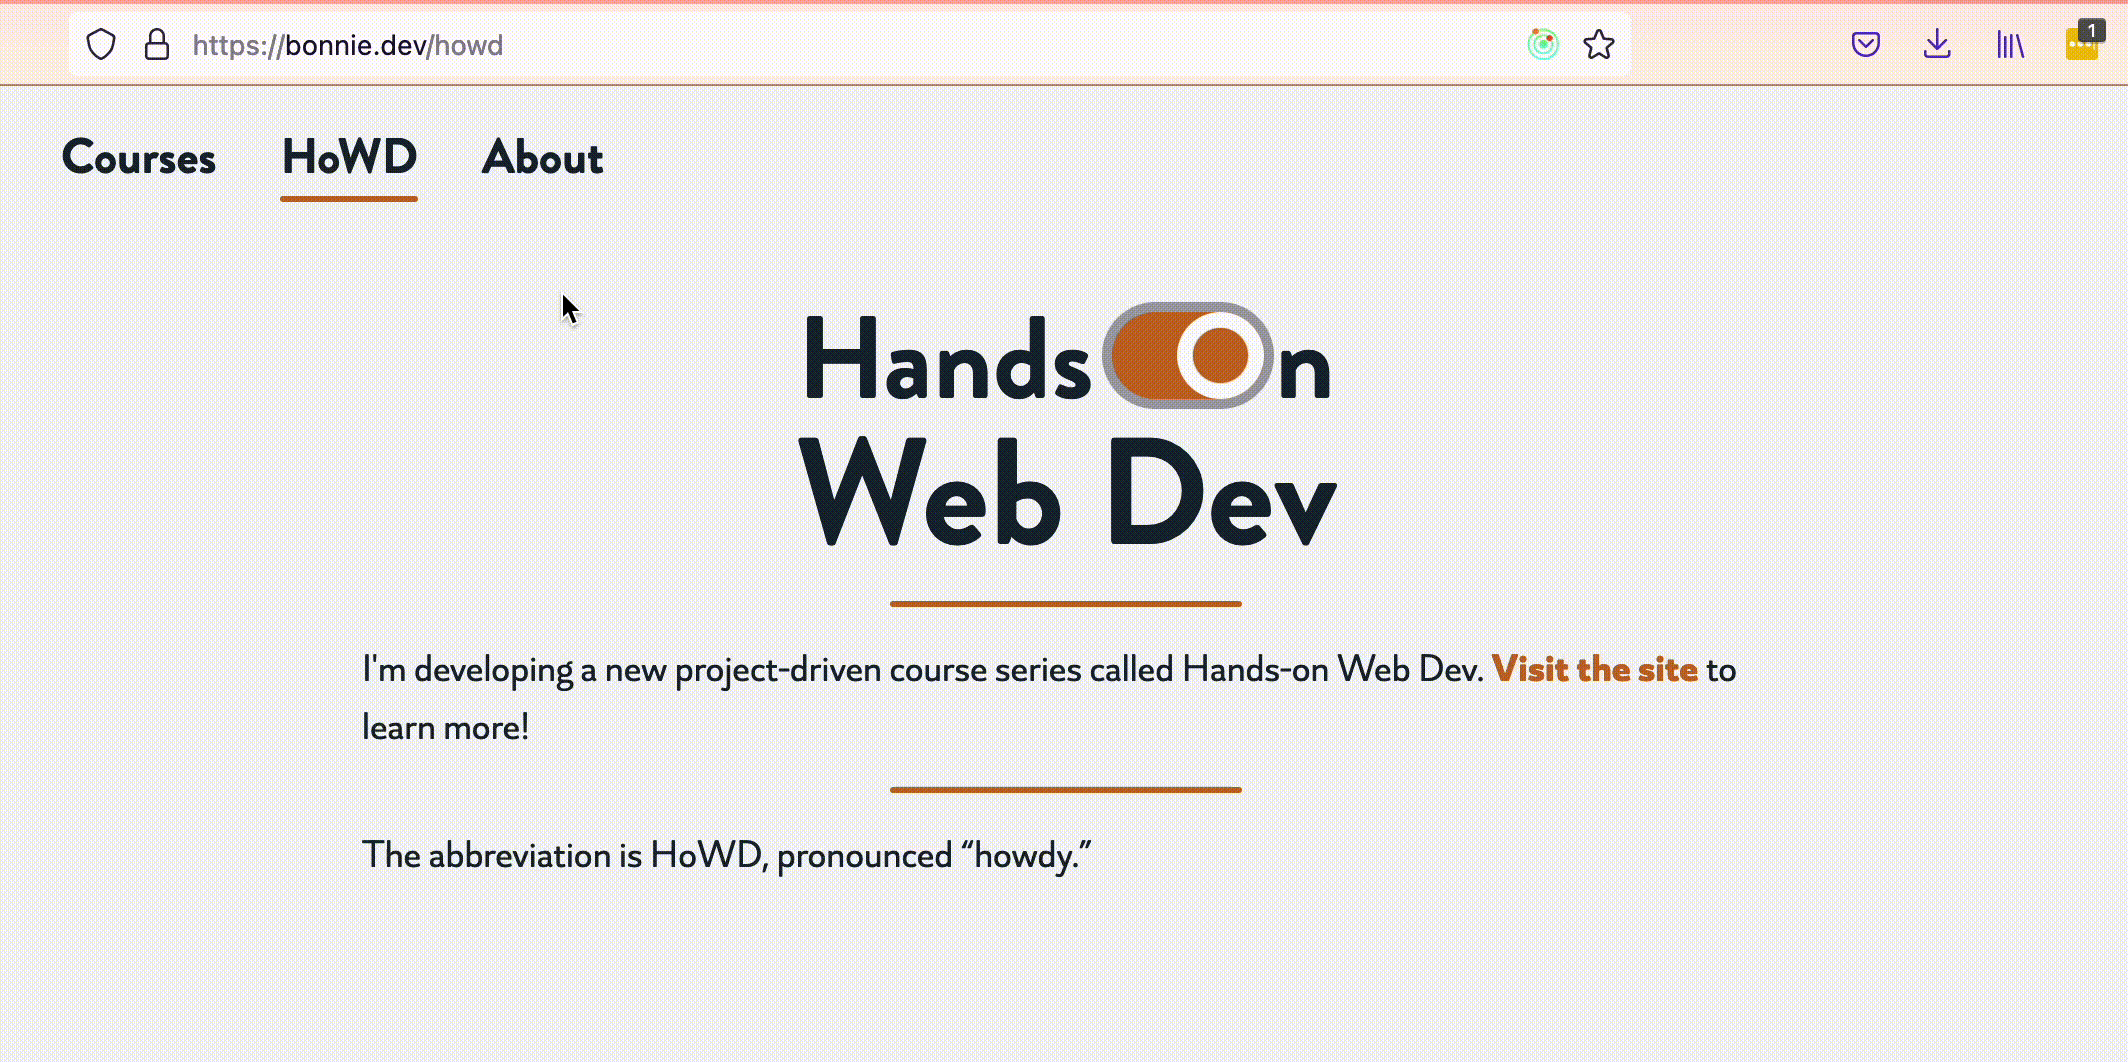 https://bonnie.dev/howd
1
Courses HoWD About
Hands On
Web Dev
I'm developing a new project-driven course series called Hands-on Web Dev. Visit the site to
learn more!
The abbreviation is HoWD, pronounced “howdy.”